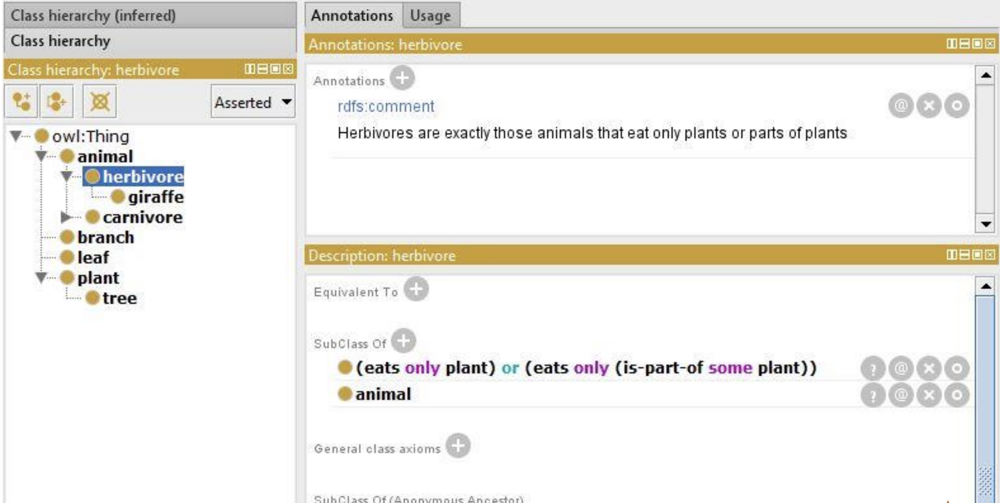 Class hierarchy (inferred)
Class hierarchy
Class hierarchy: herbivore
Asserted
owl:Thing
animal
herbivore
giraffe
carnivore
branch
leaf
plant
tree
Annotations Usage
Annotations: herbivore
Annotations
rdfs:comment
Herbivores are exactly those animals that eat only plants or parts of plants
Description: herbivore
Equivalent To
SubClass Of
(eats only plant) or (eats only (is-part-of some plant))
animal
General class axioms
SubClass Of (Anonymous Ancestor)